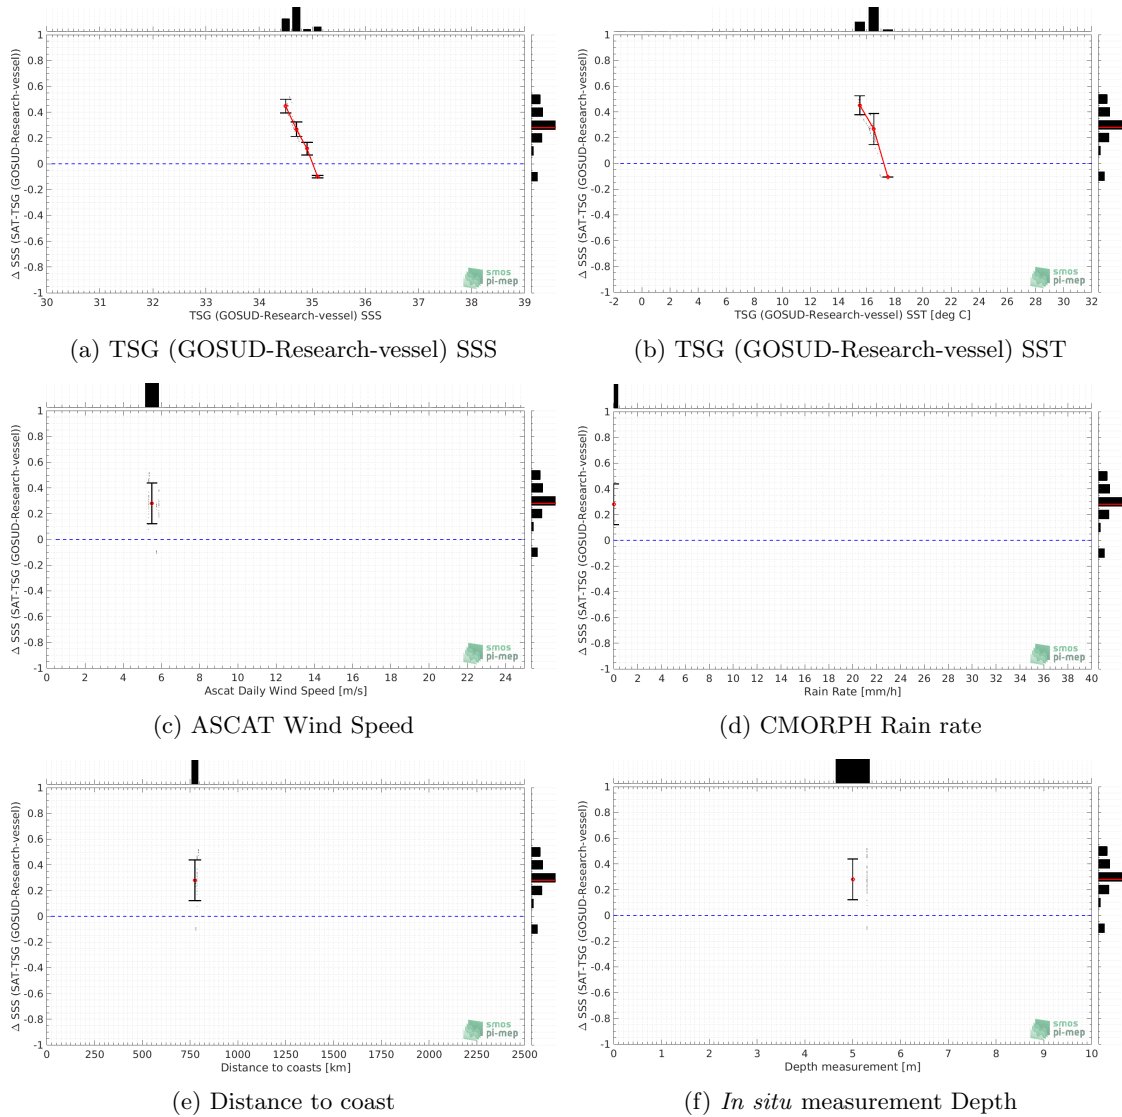 1
0.8
0.6
0.4
0.2
0
-0.2
-0.4
-0.6
-0.8
-1
Δ SSS (SAT-TSG (GOSUD-Research-vessel))
30 31 32 33 34 35 36 37 38 39
TSG (GOSUD-Research-vessel) SSS
smos
pi-mep
(a) TSG (GOSUD-Research-vessel) SSS
1
0.8
0.6
0.4
0.2
0
-0.2
-0.4
-0.6
-0.8
-1
Δ SSS (SAT-TSG (GOSUD-Research-vessel))
-2 0 2 4 6 8 10 12 14 16 18 20 22 24 26 28 30 32
TSG (GOSUD-Research-vessel) SST [deg C]
smos
pi-mep
(b) TSG (GOSUD-Research-vessel) SST
1
0.8
0.6
0.4
0.2
0
-0.2
-0.4
-0.6
-0.8
-1
Δ SSS (SAT-TSG (GOSUD-Research-vessel))
0 2 4 6 8 10 12 14 16 18 20 22 24
Ascat Daily Wind Speed [m/s]
smos
pi-mep
(c) ASCAT Wind Speed
1
0.8
0.6
0.4
0.2
0
-0.2
-0.4
-0.6
-0.8
-1
Δ SSS (SAT-TSG (GOSUD-Research-vessel))
0 2 4 6 8 10 12 14 16 18 20 22 24 26 28 30 32 34 36 38 40
Rain Rate [mm/h]
smos
pi-mep
(d) CMORPH Rain rate
1
0.8
0.6
0.4
0.2
0
-0.2
-0.4
-0.6
-0.8
-1
Δ SSS (SAT-TSG (GOSUD-Research-vessel))
0 250 500 750 1000 1250 1500 1750 2000 2250 2500
Distance to coasts [km]
smos
pi-mep
(e) Distance to coast
1
0.8
0.6
0.4
0.2
0
-0.2
-0.4
-0.6
-0.8
-1
Δ SSS (SAT-TSG (GOSUD-Research-vessel))
0 1 2 3 4 5 6 7 8 9 10
Depth measurement [m]
smos
pi-mep
(f) In situ measurement Depth